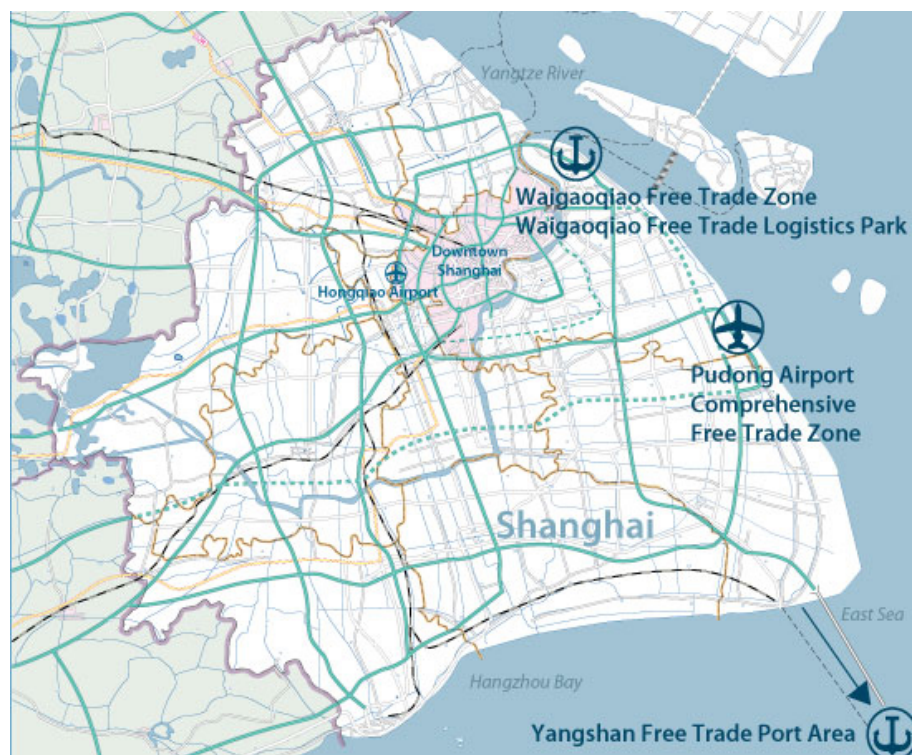 Yangtze River
Waigaoqiao Free Trade Zone
Waigaoqiao Free Trade Logistics Park
Downtown
Shanghai
Hongqiao Airport
Pudong Airport
Comprehensive
Free Trade Zone
Shanghai
East Sea
Hangzhou Bay
Yangshan Free Trade Port Area